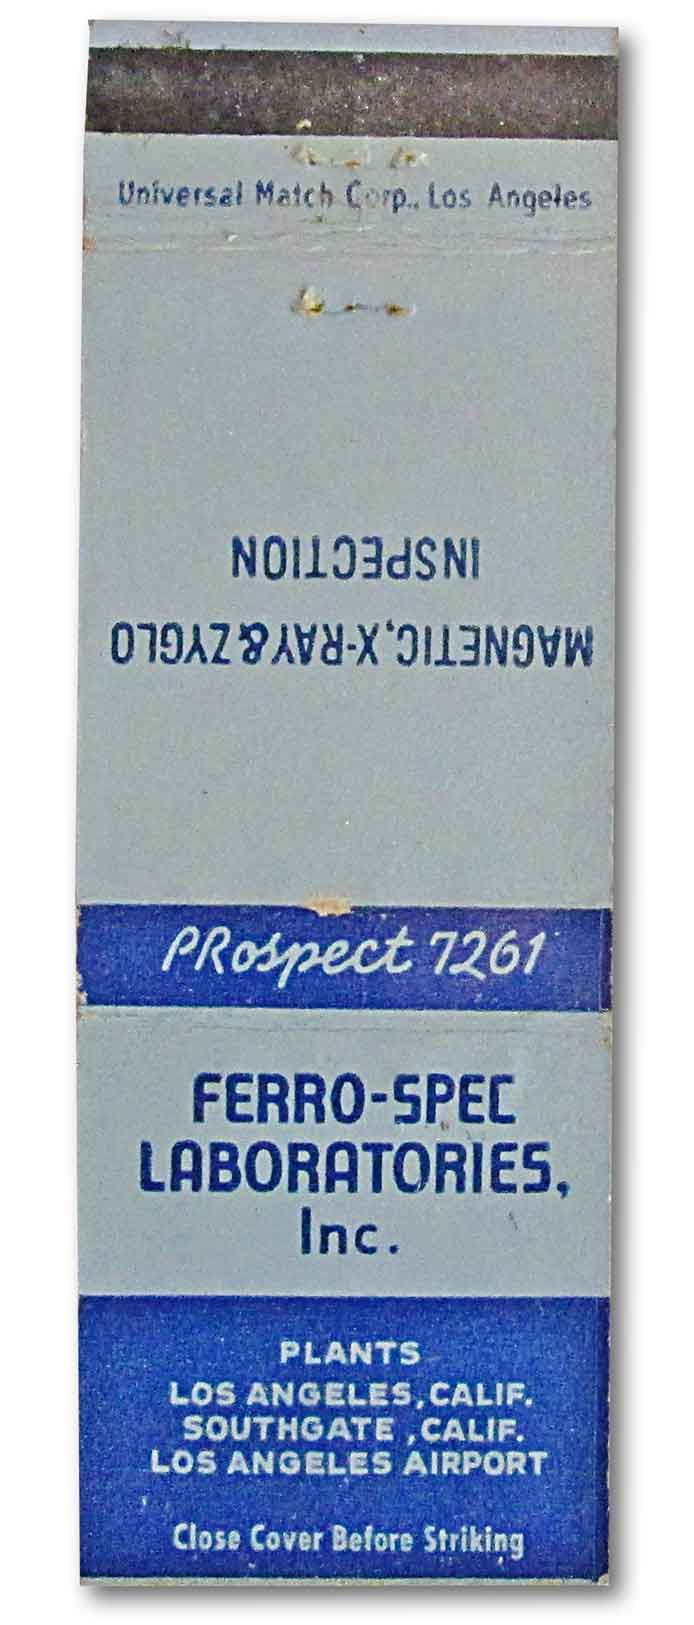 Universal Match Corp., Los Angeles
MAGNETIC, X-RAY & ZYGLO
INSPECTION
PRospect 7261
FERRO-SPEC
LABORATORIES,
Inc.
PLANTS
LOS ANGELES, CALIF.
SOUTHGATE , CALIF.
LOS ANGELES AIRPORT
Close Cover Before Striking